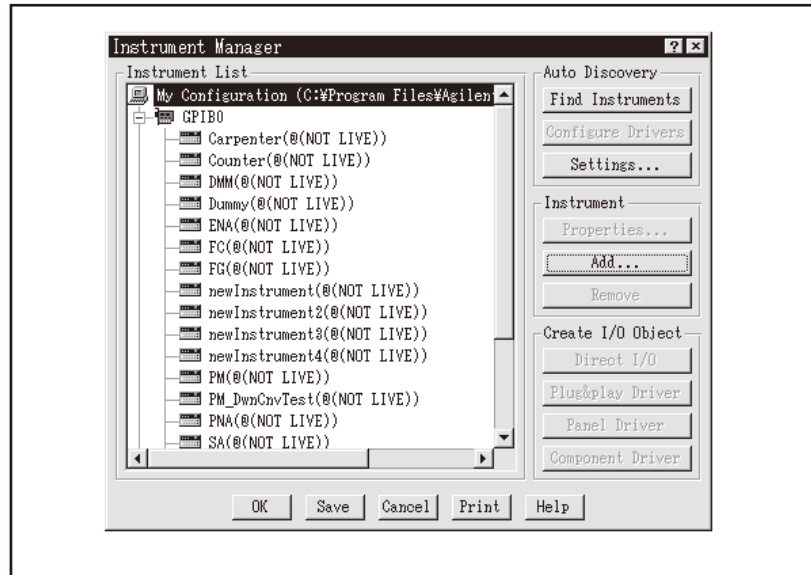 Instrument Manager
Instrument List
My Configuration (C:¥Program Files¥Agilen
GPIB0
Carpenter(@(NOT LIVE))
Counter(@(NOT LIVE))
DMM(@(NOT LIVE))
Dummy(@(NOT LIVE))
ENA(@(NOT LIVE))
FC(@(NOT LIVE))
FG(@(NOT LIVE))
newInstrument(@(NOT LIVE))
newInstrument2(@(NOT LIVE))
newInstrument3(@(NOT LIVE))
newInstrument4(@(NOT LIVE))
PM(@(NOT LIVE))
PM_DwnCnvTest(@(NOT LIVE))
PNA(@(NOT LIVE))
SA(@(NOT LIVE))
Auto Discovery
Find Instruments
Configure Drivers
Settings...
Instrument
Properties...
Add...
Remove
Create I/O Object
Direct I/O
Plug&play Driver
Panel Driver
Component Driver
OK Save Cancel Print Help